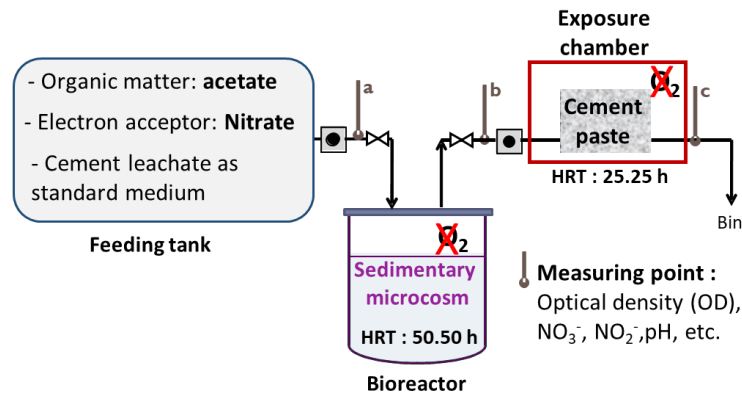 Exposure
chamber
- Organic matter: acetate
- Electron acceptor: Nitrate
- Cement leachate as
standard medium
Feeding tank
a
b
c
O2
Cement
paste
HRT : 25.25 h
Bin
O2
Sedimentary
microcosm
HRT : 50.50 h
Bioreactor
Measuring point :
Optical density (OD),
NO3-, NO2-,pH, etc.